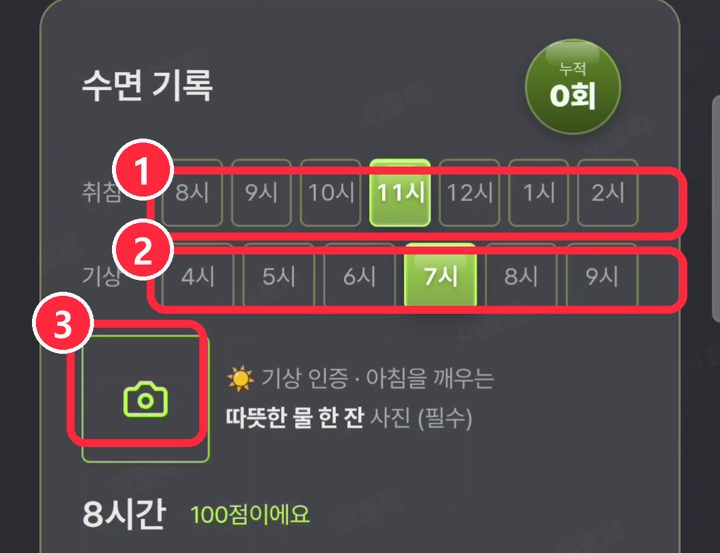 수면 기록
누적
0회
1
취침 8시 9시 10시 11시 12시 1시 2시
2
기상 4시 5시 6시 7시 8시 9시
3
☀️ 기상 인증 · 아침을 깨우는
따뜻한 물 한 잔 사진 (필수)
8시간 100점이에요